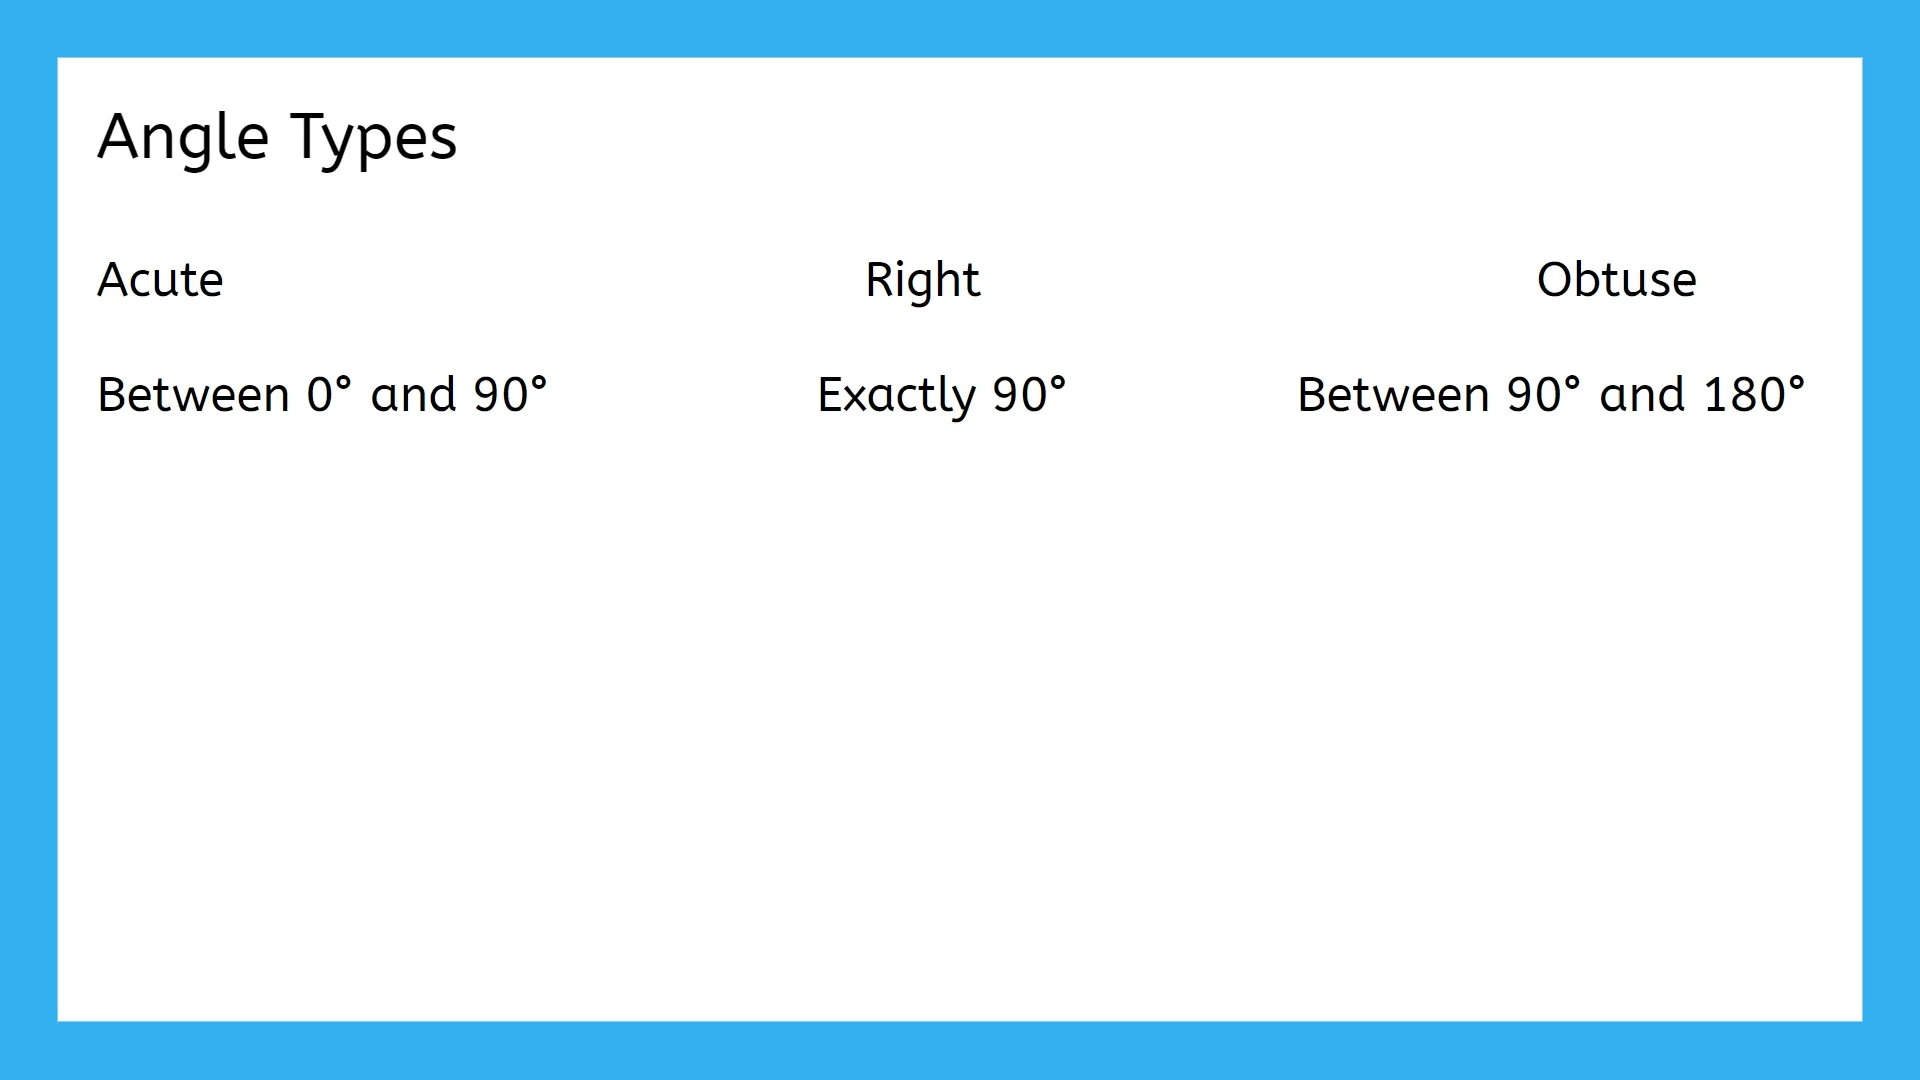 Angle Types
Acute Right Obtuse
Between 0° and 90° Exactly 90° Between 90° and 180°